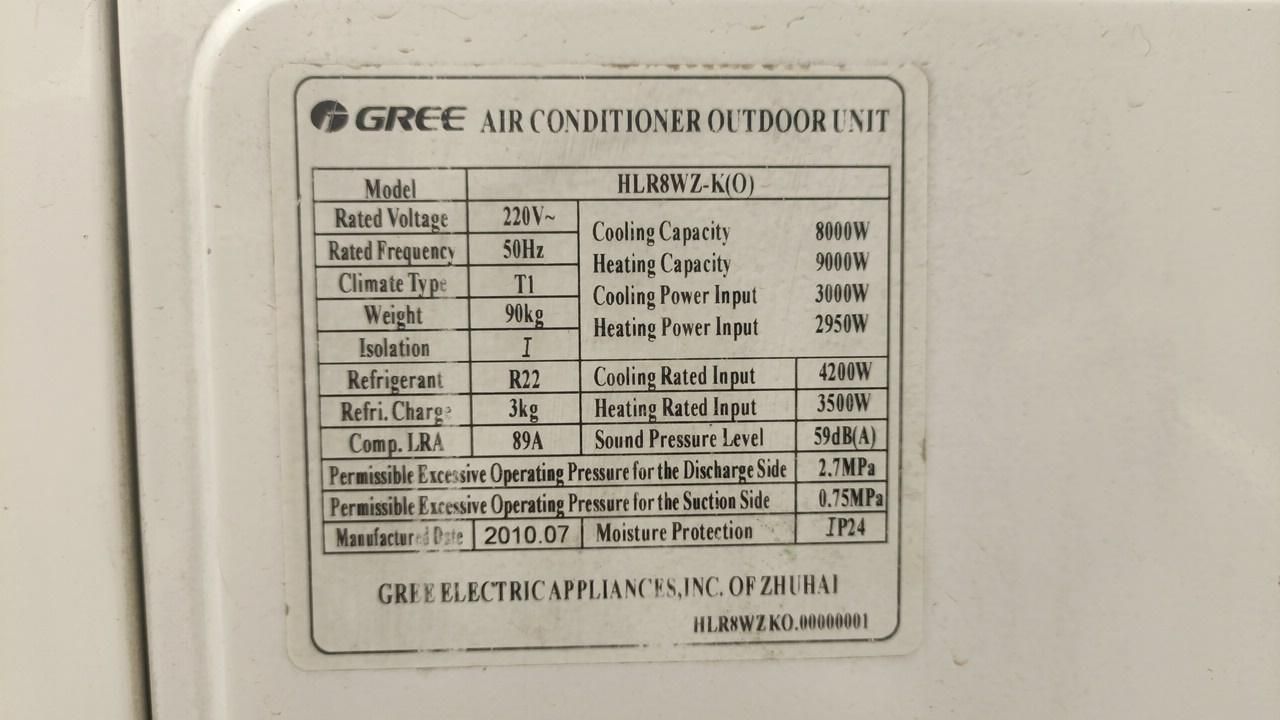 GREE AIR CONDITIONER OUTDOOR UNIT
Model HLR8WZ-K(O)
Rated Voltage 220V~
Rated Frequency 50Hz
Climate Type T1
Weight 90kg
Isolation I
Cooling Capacity 8000W
Heating Capacity 9000W
Cooling Power Input 3000W
Heating Power Input 2950W
Refrigerant R22 Cooling Rated Input 4200W
Refri. Charge 3kg Heating Rated Input 3500W
Comp. LRA 89A Sound Pressure Level 59dB(A)
Permissible Excessive Operating Pressure for the Discharge Side 2.7MPa
Permissible Excessive Operating Pressure for the Suction Side 0.75MPa
Manufactured Date 2010.07 Moisture Protection IP24
GREE ELECTRIC APPLIANCES,INC. OF ZHUHAI
HLR8WZKO.00000001